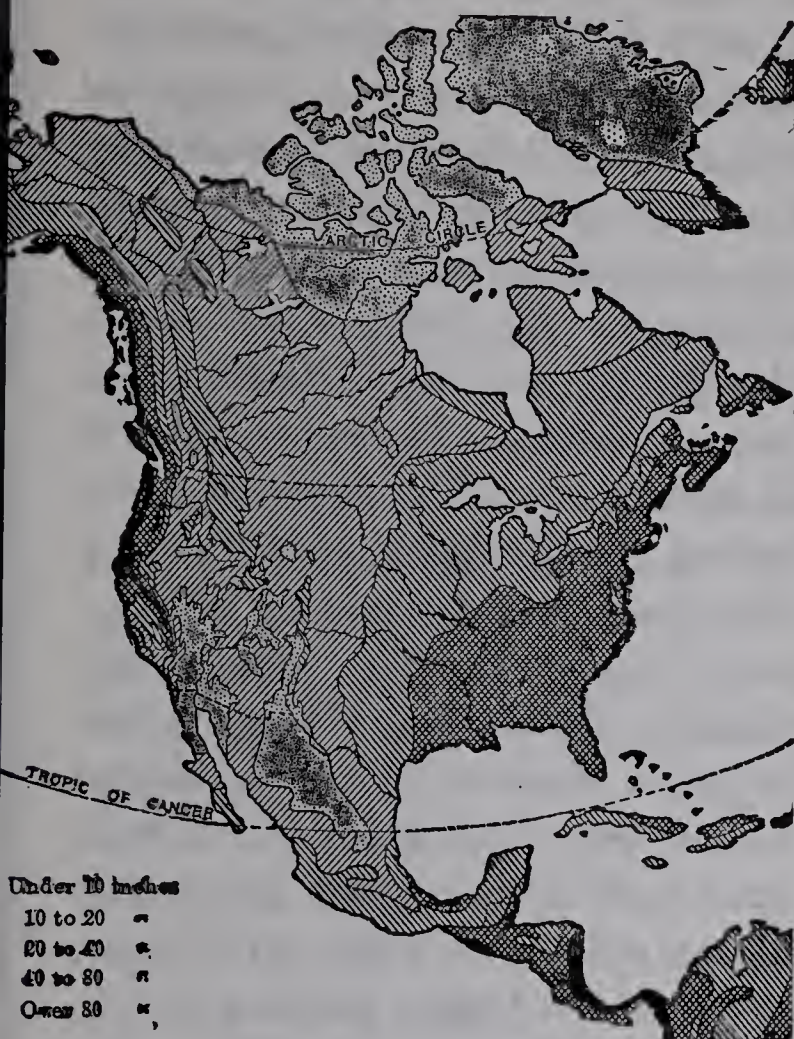 ARCTIC CIRCLE
TROPIC OF CANCER
Under 10 inches
10 to 20 "
20 to 40 "
40 to 80 "
Over 80 "